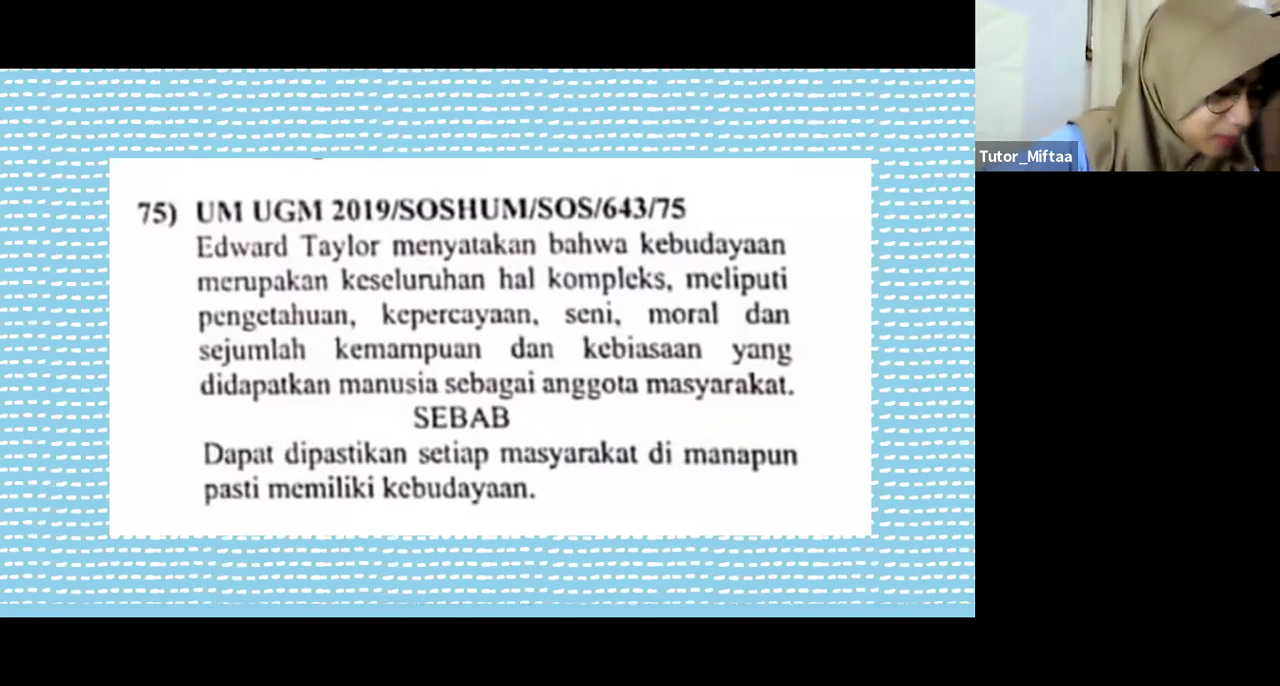 75) UM UGM 2019/SOSHUM/SOS/643/75
Edward Taylor menyatakan bahwa kebudayaan
merupakan keseluruhan hal kompleks, meliputi
pengetahuan, kepercayaan, seni, moral dan
sejumlah kemampuan dan kebiasaan yang
didapatkan manusia sebagai anggota masyarakat.
SEBAB
Dapat dipastikan setiap masyarakat di manapun
pasti memiliki kebudayaan.
Tutor_Miftaa